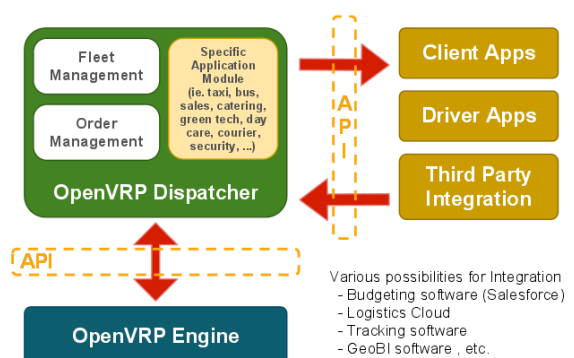 Fleet
Management
Order
Management
Specific
Application
Module
(ie. taxi, bus,
sales, catering,
green tech, day
care, courier,
security, ...)
OpenVRP Dispatcher
API
API
Client Apps
Driver Apps
Third Party
Integration
OpenVRP Engine
Various possibilities for Integration
- Budgeting software (Salesforce)
- Logistics Cloud
- Tracking software
- GeoBI software , etc.